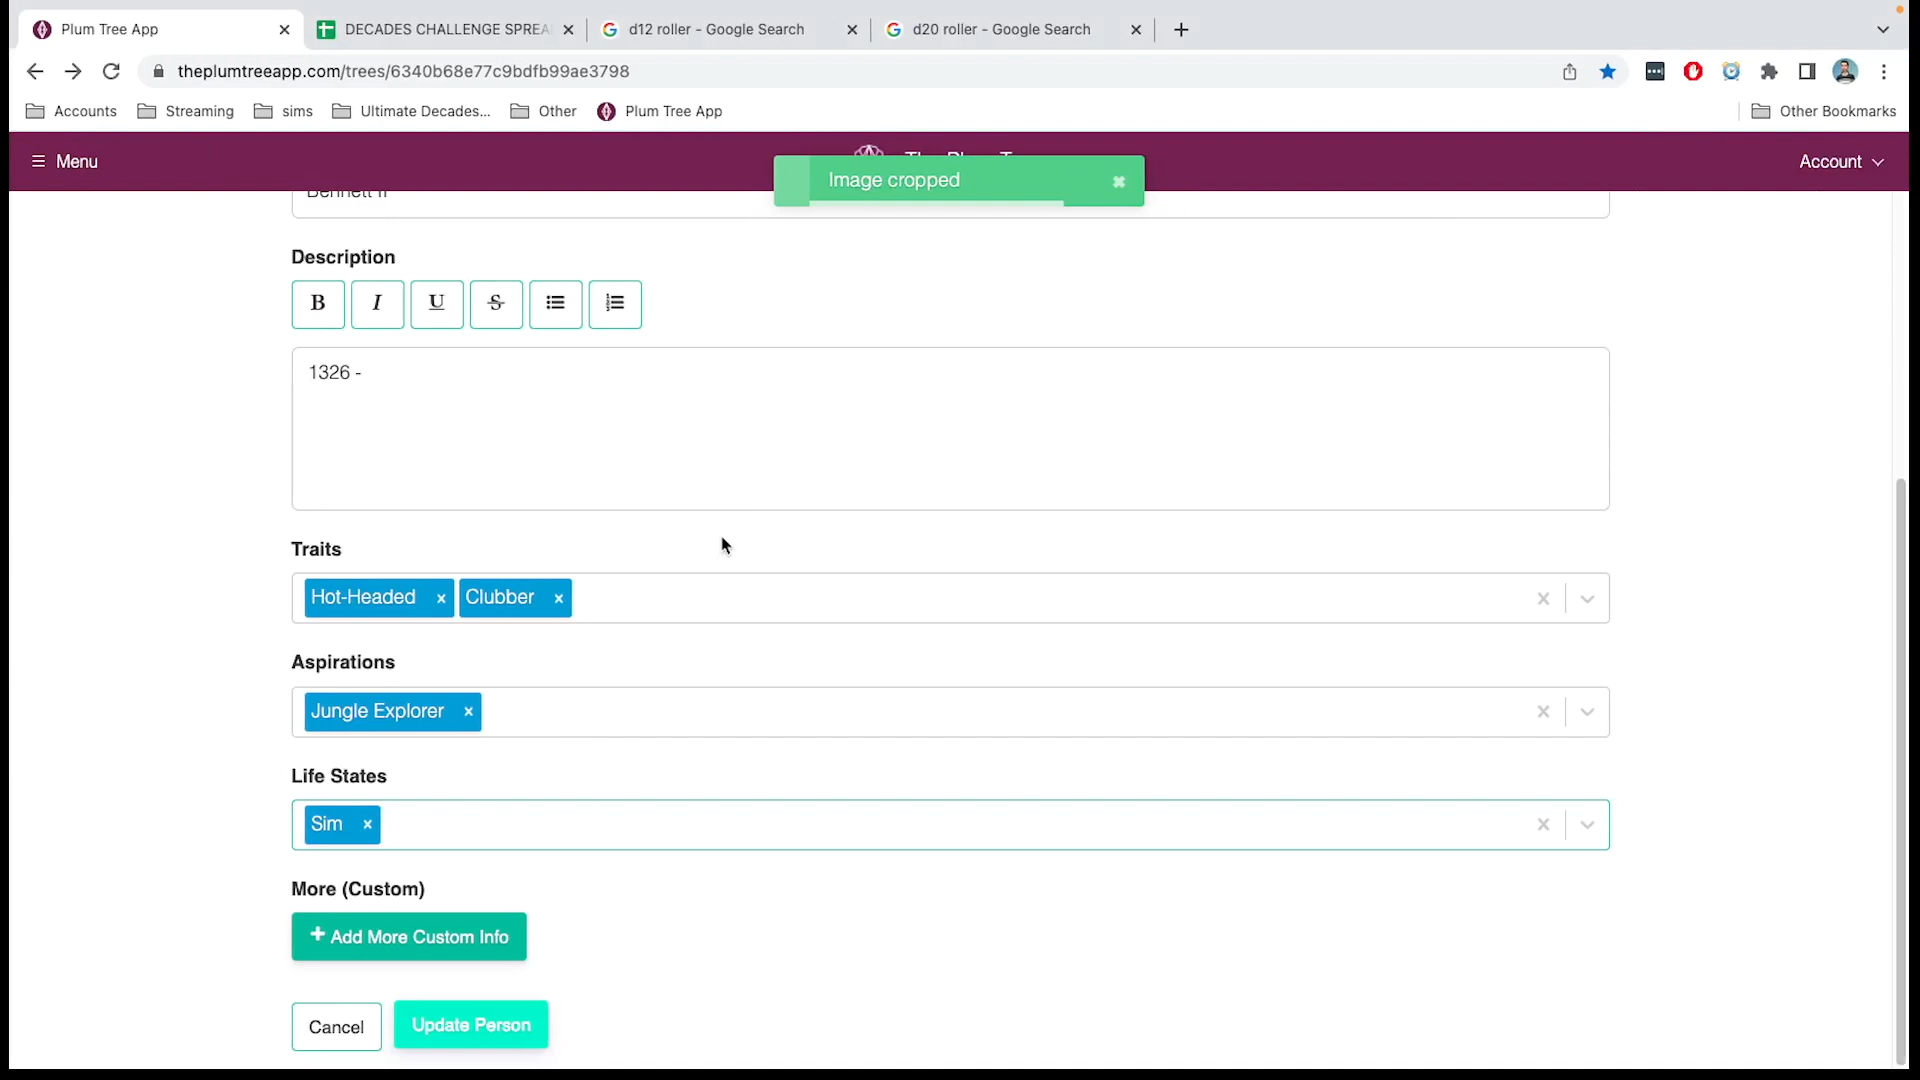 Plum Tree App
DECADES CHALLENGE SPREA
d12 roller - Google Search
d20 roller - Google Search
theplumtreeapp.com/trees/6340b68e77c9bdfb99ae3798
Accounts
Streaming
sims
Ultimate Decades...
Other
Plum Tree App
Other Bookmarks
Menu
Image cropped
Account
Description
B I U S
1326 -
Traits
Hot-Headed × Clubber ×
Aspirations
Jungle Explorer ×
Life States
Sim ×
More (Custom)
+ Add More Custom Info
Cancel
Update Person